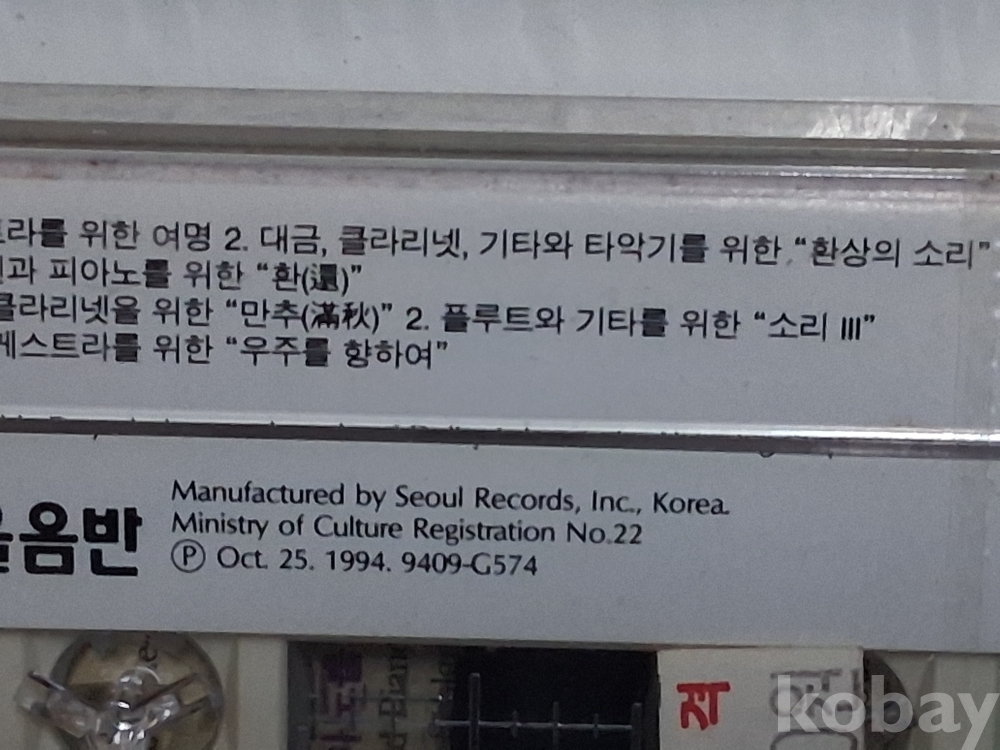 라를 위한 여명 2. 대금, 클라리넷, 기타와 타악기를 위한 “환상의 소리”
과 피아노를 위한 “환(還)”
클라리넷을 위한 “만추(滿秋)” 2. 플루트와 기타를 위한 “소리 III”
케스트라를 위한 “우주를 향하여”
음반
Manufactured by Seoul Records, Inc., Korea.
Ministry of Culture Registration No.22
Ⓟ Oct. 25. 1994. 9409-G574
kobay